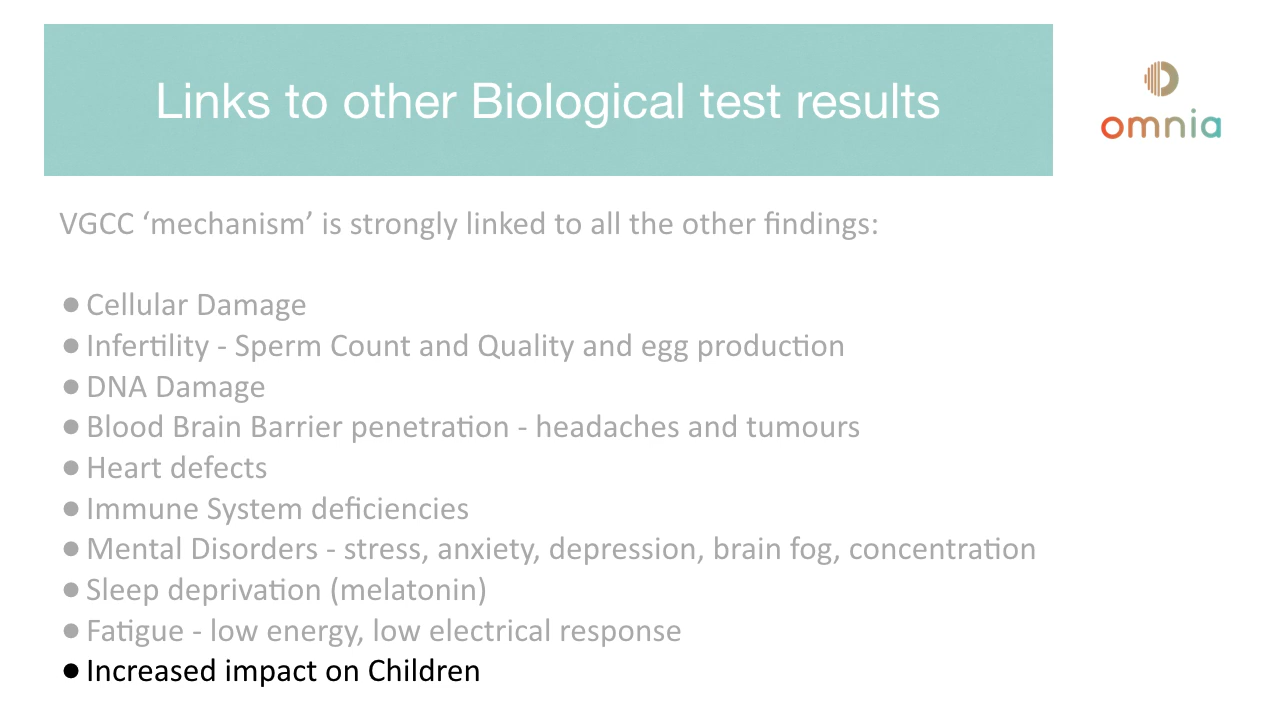 Links to other Biological test results
omnia
VGCC ‘mechanism’ is strongly linked to all the other findings:
● Cellular Damage
● Infertility - Sperm Count and Quality and egg production
● DNA Damage
● Blood Brain Barrier penetration - headaches and tumours
● Heart defects
● Immune System deficiencies
● Mental Disorders - stress, anxiety, depression, brain fog, concentration
● Sleep deprivation (melatonin)
● Fatigue - low energy, low electrical response
● Increased impact on Children